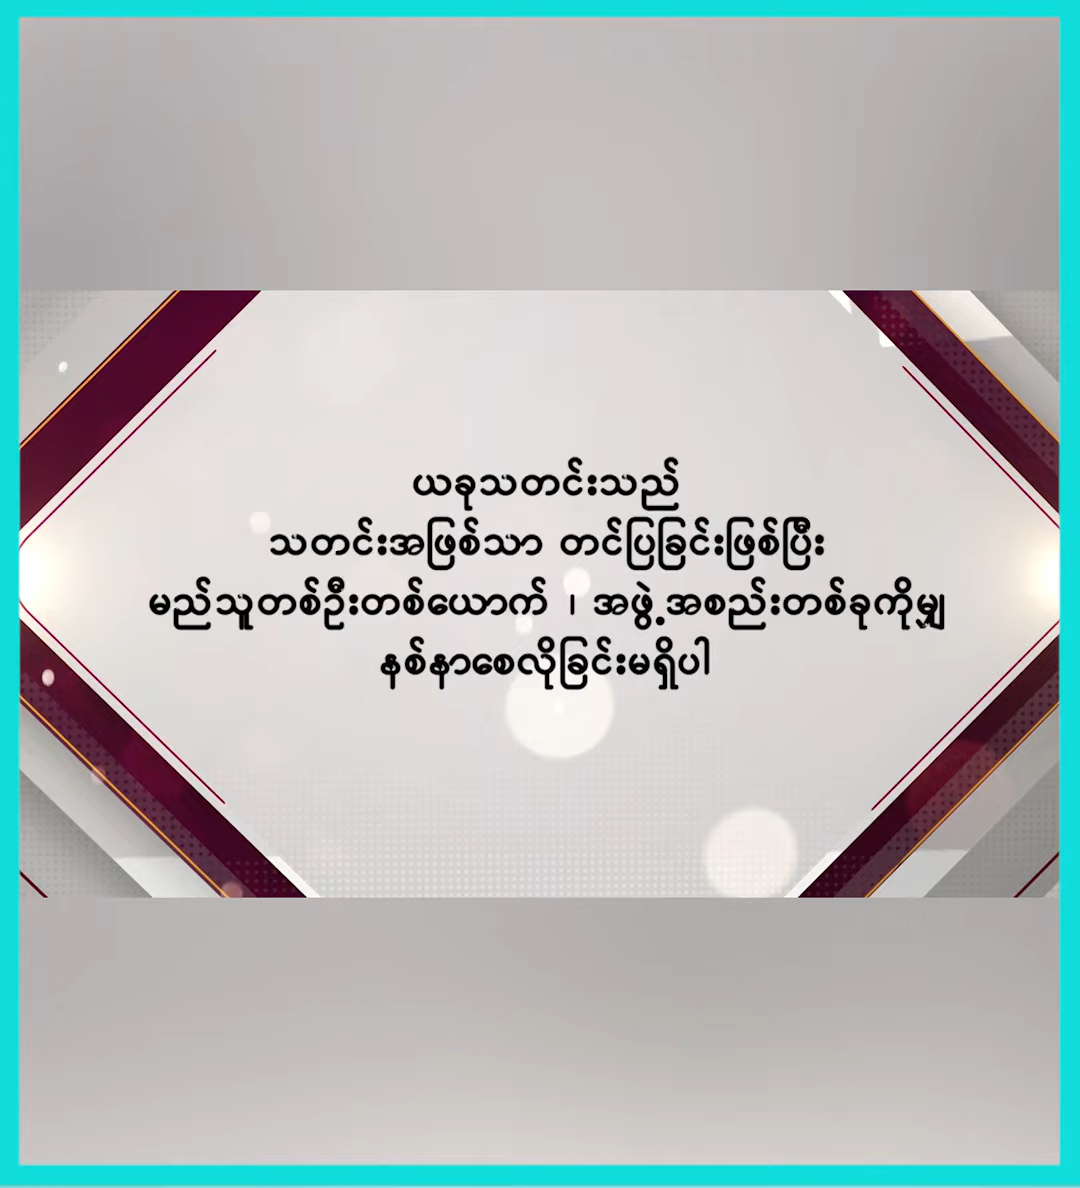 ယခုသတင်းသည်
သတင်းအဖြစ်သာ တင်ပြခြင်းဖြစ်ပြီး
မည်သူတစ်ဦးတစ်ယောက် ၊ အဖွဲ့အစည်းတစ်ခုကိုမျှ
နစ်နာစေလိုခြင်းမရှိပါ